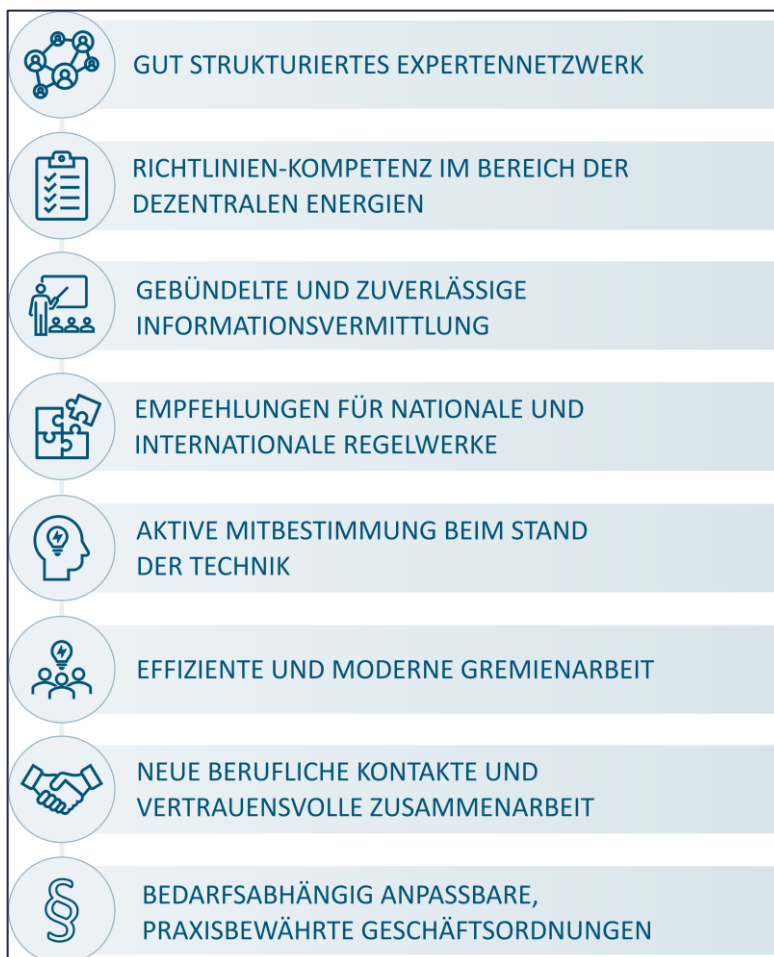 GUT STRUKTURIERTES EXPERTENNETZWERK
RICHTLINIEN-KOMPETENZ IM BEREICH DER
DEZENTRALEN ENERGIEN
GEBÜNDELTE UND ZUVERLÄSSIGE
INFORMATIONSVERMITTLUNG
EMPFEHLUNGEN FÜR NATIONALE UND
INTERNATIONALE REGELWERKE
AKTIVE MITBESTIMMUNG BEIM STAND
DER TECHNIK
EFFIZIENTE UND MODERNE GREMIENARBEIT
NEUE BERUFLICHE KONTAKTE UND
VERTRAUENSVOLLE ZUSAMMENARBEIT
§
BEDARFSABHÄNGIG ANPASSBARE,
PRAXISBEWÄHRTE GESCHÄFTSORDNUNGEN